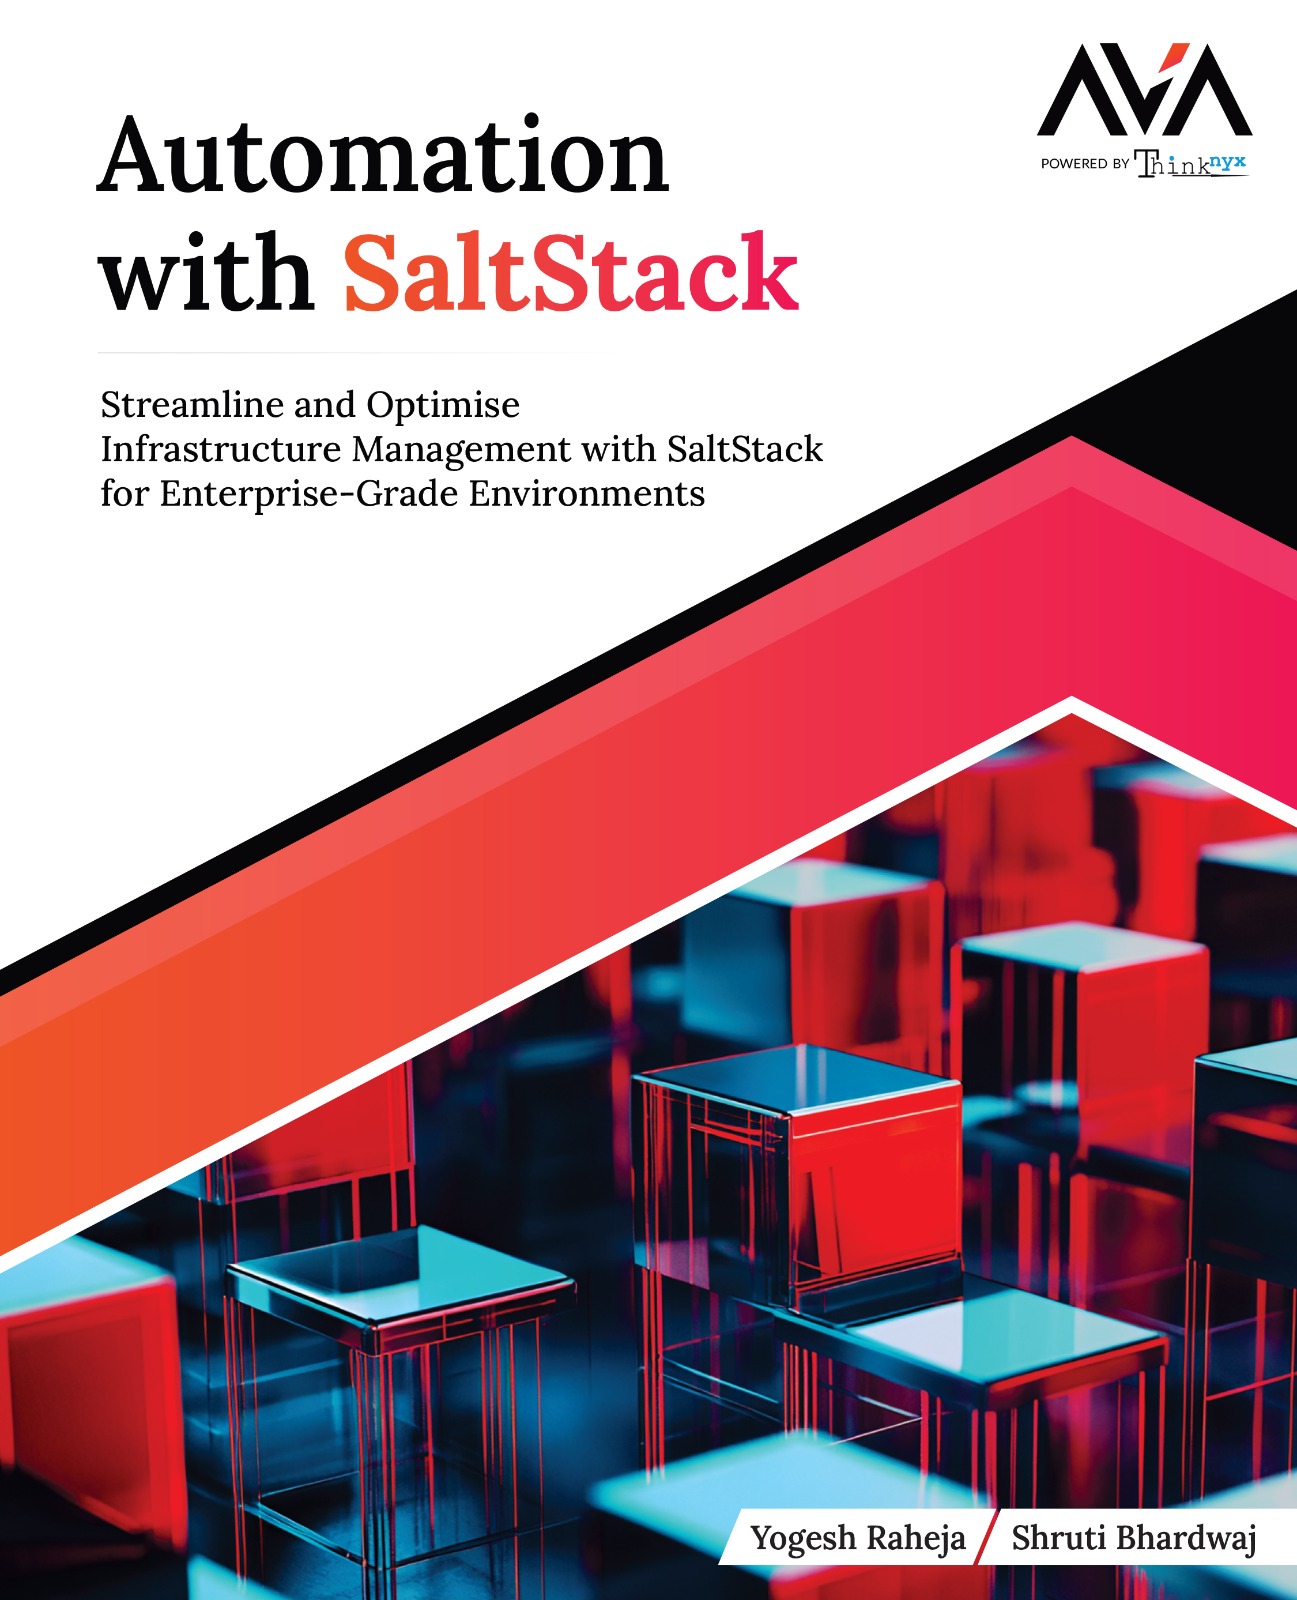 AVA
POWERED BY Thinknyx
Automation
with SaltStack
Streamline and Optimise
Infrastructure Management with SaltStack
for Enterprise-Grade Environments
Yogesh Raheja / Shruti Bhardwaj